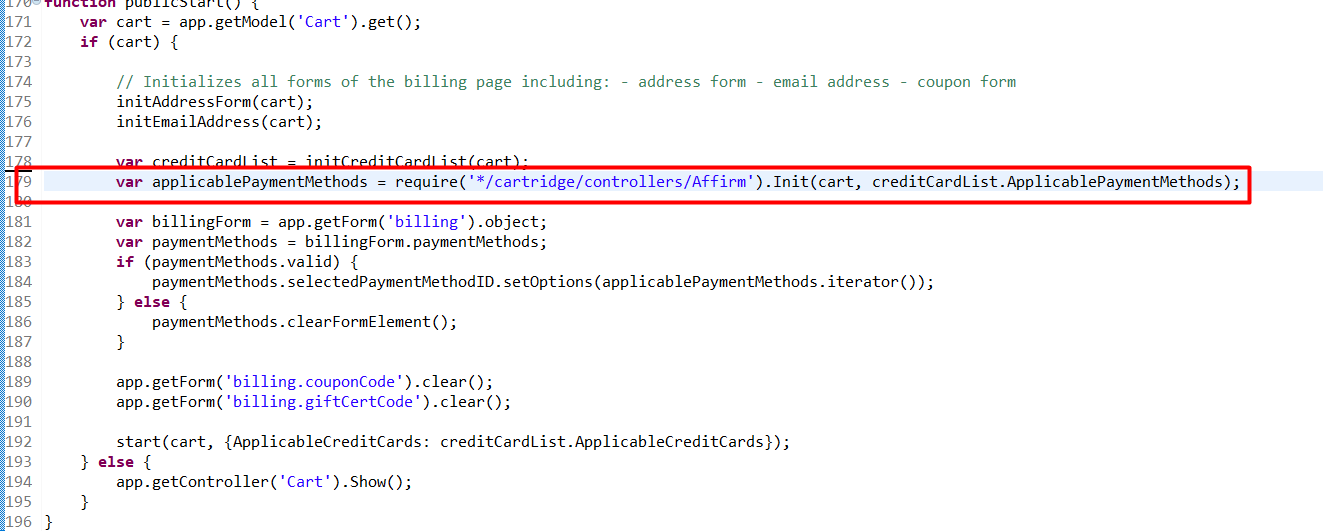 170 function publicStart() {
171 var cart = app.getModel('Cart').get();
172 if (cart) {
173
174 // Initializes all forms of the billing page including: - address form - email address - coupon form
175 initAddressForm(cart);
176 initEmailAddress(cart);
177
178 var creditCardList = initCreditCardList(cart);
179 var applicablePaymentMethods = require('*/cartridge/controllers/Affirm').Init(cart, creditCardList.ApplicablePaymentMethods);
180
181 var billingForm = app.getForm('billing').object;
182 var paymentMethods = billingForm.paymentMethods;
183 if (paymentMethods.valid) {
184 paymentMethods.selectedPaymentMethodID.setOptions(applicablePaymentMethods.iterator());
185 } else {
186 paymentMethods.clearFormElement();
187 }
188
189 app.getForm('billing.couponCode').clear();
190 app.getForm('billing.giftCertCode').clear();
191
192 start(cart, {ApplicableCreditCards: creditCardList.ApplicableCreditCards});
193 } else {
194 app.getController('Cart').Show();
195 }
196 }